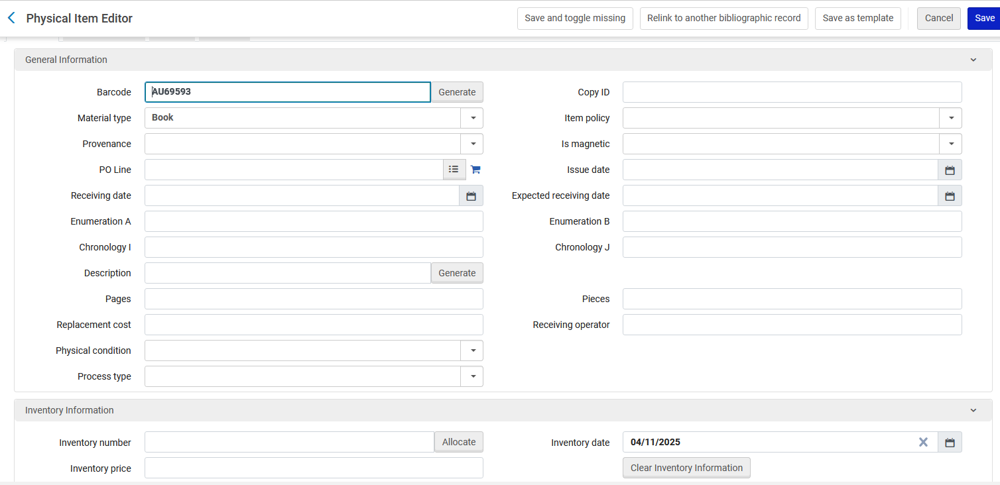 Physical Item Editor Save and toggle missing Relink to another bibliographic record Save as template Cancel Save
General Information
Barcode AU69593 Generate Copy ID
Material type Book Item policy
Provenance Is magnetic
PO Line Issue date
Receiving date Expected receiving date
Enumeration A Enumeration B
Chronology I Chronology J
Description Generate
Pages Pieces
Replacement cost Receiving operator
Physical condition
Process type
Inventory Information
Inventory number Allocate Inventory date 04/11/2025
Inventory price Clear Inventory Information